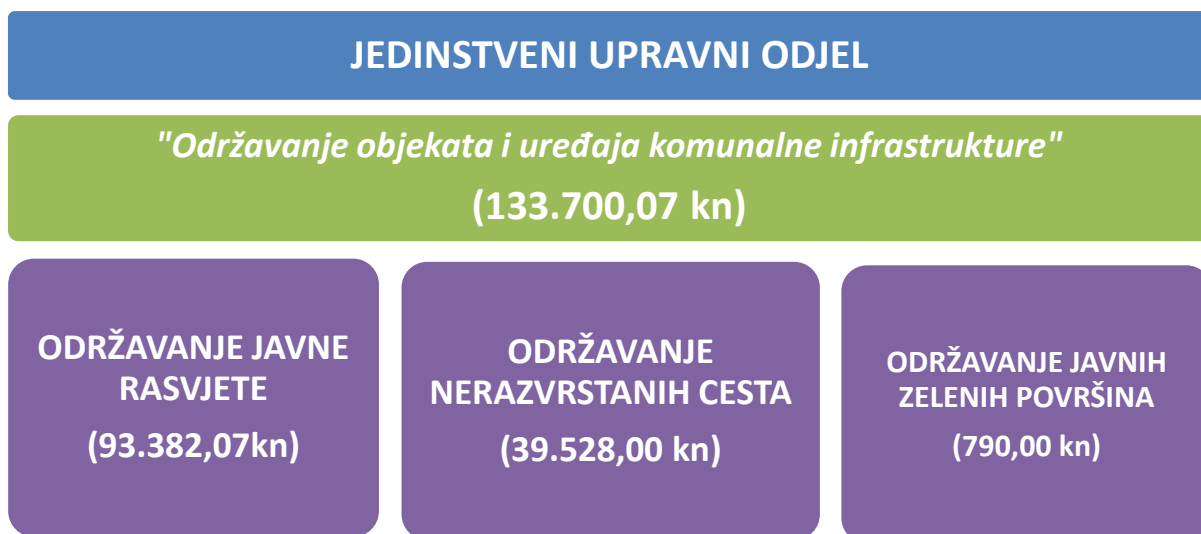 JEDINSTVENI UPRAVNI ODJEL
"Održavanje objekata i uređaja komunalne infrastrukture"
(133.700,07 kn)
ODRŽAVANJE JAVNE
RASVJETE
(93.382,07kn)
ODRŽAVANJE
NERAZVRSTANIH CESTA
(39.528,00 kn)
ODRŽAVANJE JAVNIH
ZELENIH POVRŠINA
(790,00 kn)